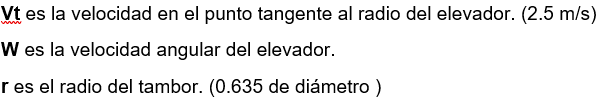 Vt es la velocidad en el punto tangente al radio del elevador. (2.5 m/s)
W es la velocidad angular del elevador.
r es el radio del tambor. (0.635 de diámetro )